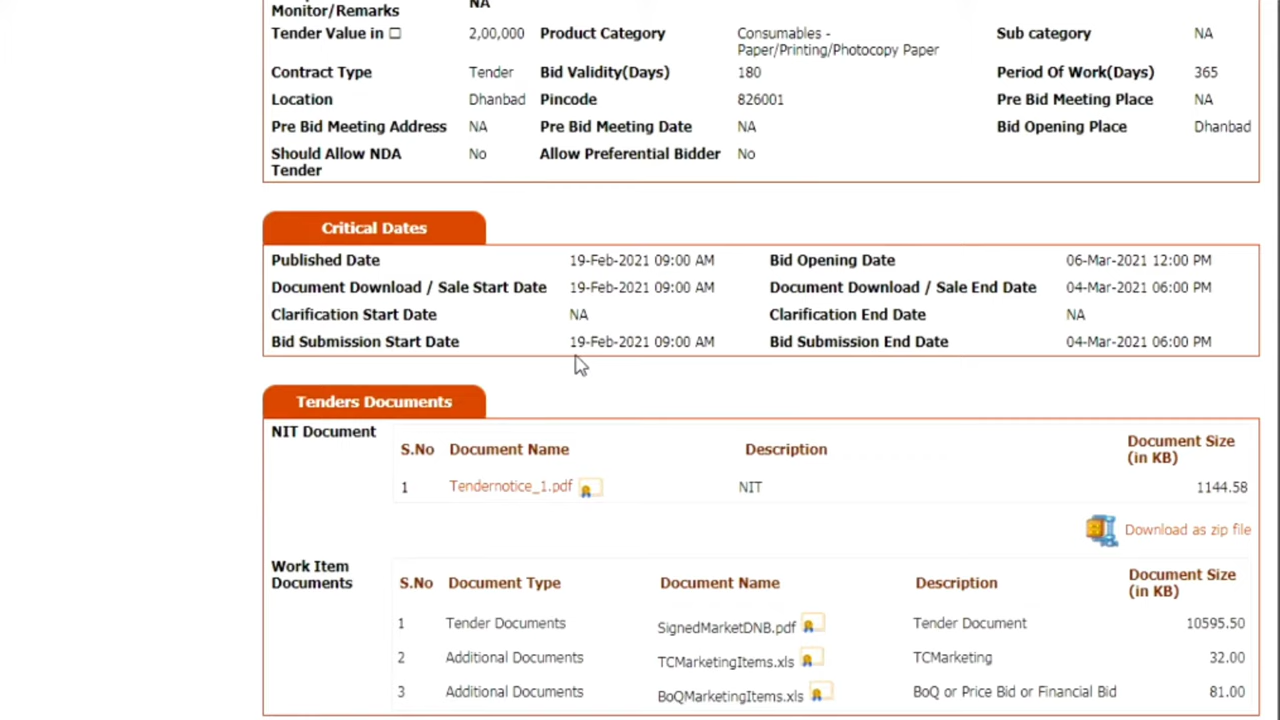 Monitor/Remarks NA
Tender Value in ☐ 2,00,000 Product Category Consumables - Paper/Printing/Photocopy Paper Sub category NA
Contract Type Tender Bid Validity(Days) 180 Period Of Work(Days) 365
Location Dhanbad Pincode 826001 Pre Bid Meeting Place NA
Pre Bid Meeting Address NA Pre Bid Meeting Date NA Bid Opening Place Dhanbad
Should Allow NDA Tender No Allow Preferential Bidder No
Critical Dates
Published Date 19-Feb-2021 09:00 AM Bid Opening Date 06-Mar-2021 12:00 PM
Document Download / Sale Start Date 19-Feb-2021 09:00 AM Document Download / Sale End Date 04-Mar-2021 06:00 PM
Clarification Start Date NA Clarification End Date NA
Bid Submission Start Date 19-Feb-2021 09:00 AM Bid Submission End Date 04-Mar-2021 06:00 PM
Tenders Documents
NIT Document
S.No Document Name Description Document Size (in KB)
1 Tendernotice_1.pdf NIT 1144.58
Download as zip file
Work Item Documents
S.No Document Type Document Name Description Document Size (in KB)
1 Tender Documents SignedMarketDNB.pdf Tender Document 10595.50
2 Additional Documents TCMarketingItems.xls TCMarketing 32.00
3 Additional Documents BoQMarketingItems.xls BoQ or Price Bid or Financial Bid 81.00